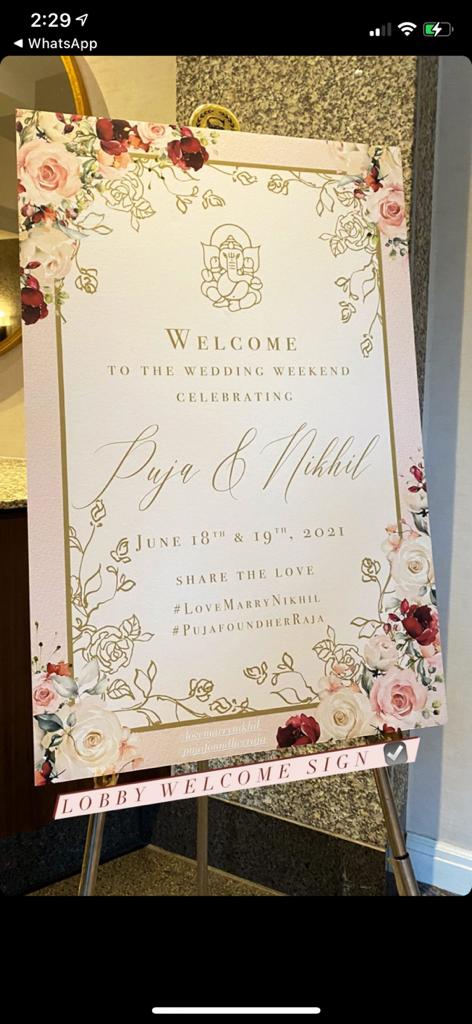 2:29
◀ WhatsApp
WELCOME
TO THE WEDDING WEEKEND
CELEBRATING
Puja & Nikhil
JUNE 18TH & 19TH, 2021
SHARE THE LOVE
#LOVEMARRYNIKHIL
#PUJAFOUNDHERRAJA
#lovemarrynikhil
#pujafoundherraja
LOBBY WELCOME SIGN